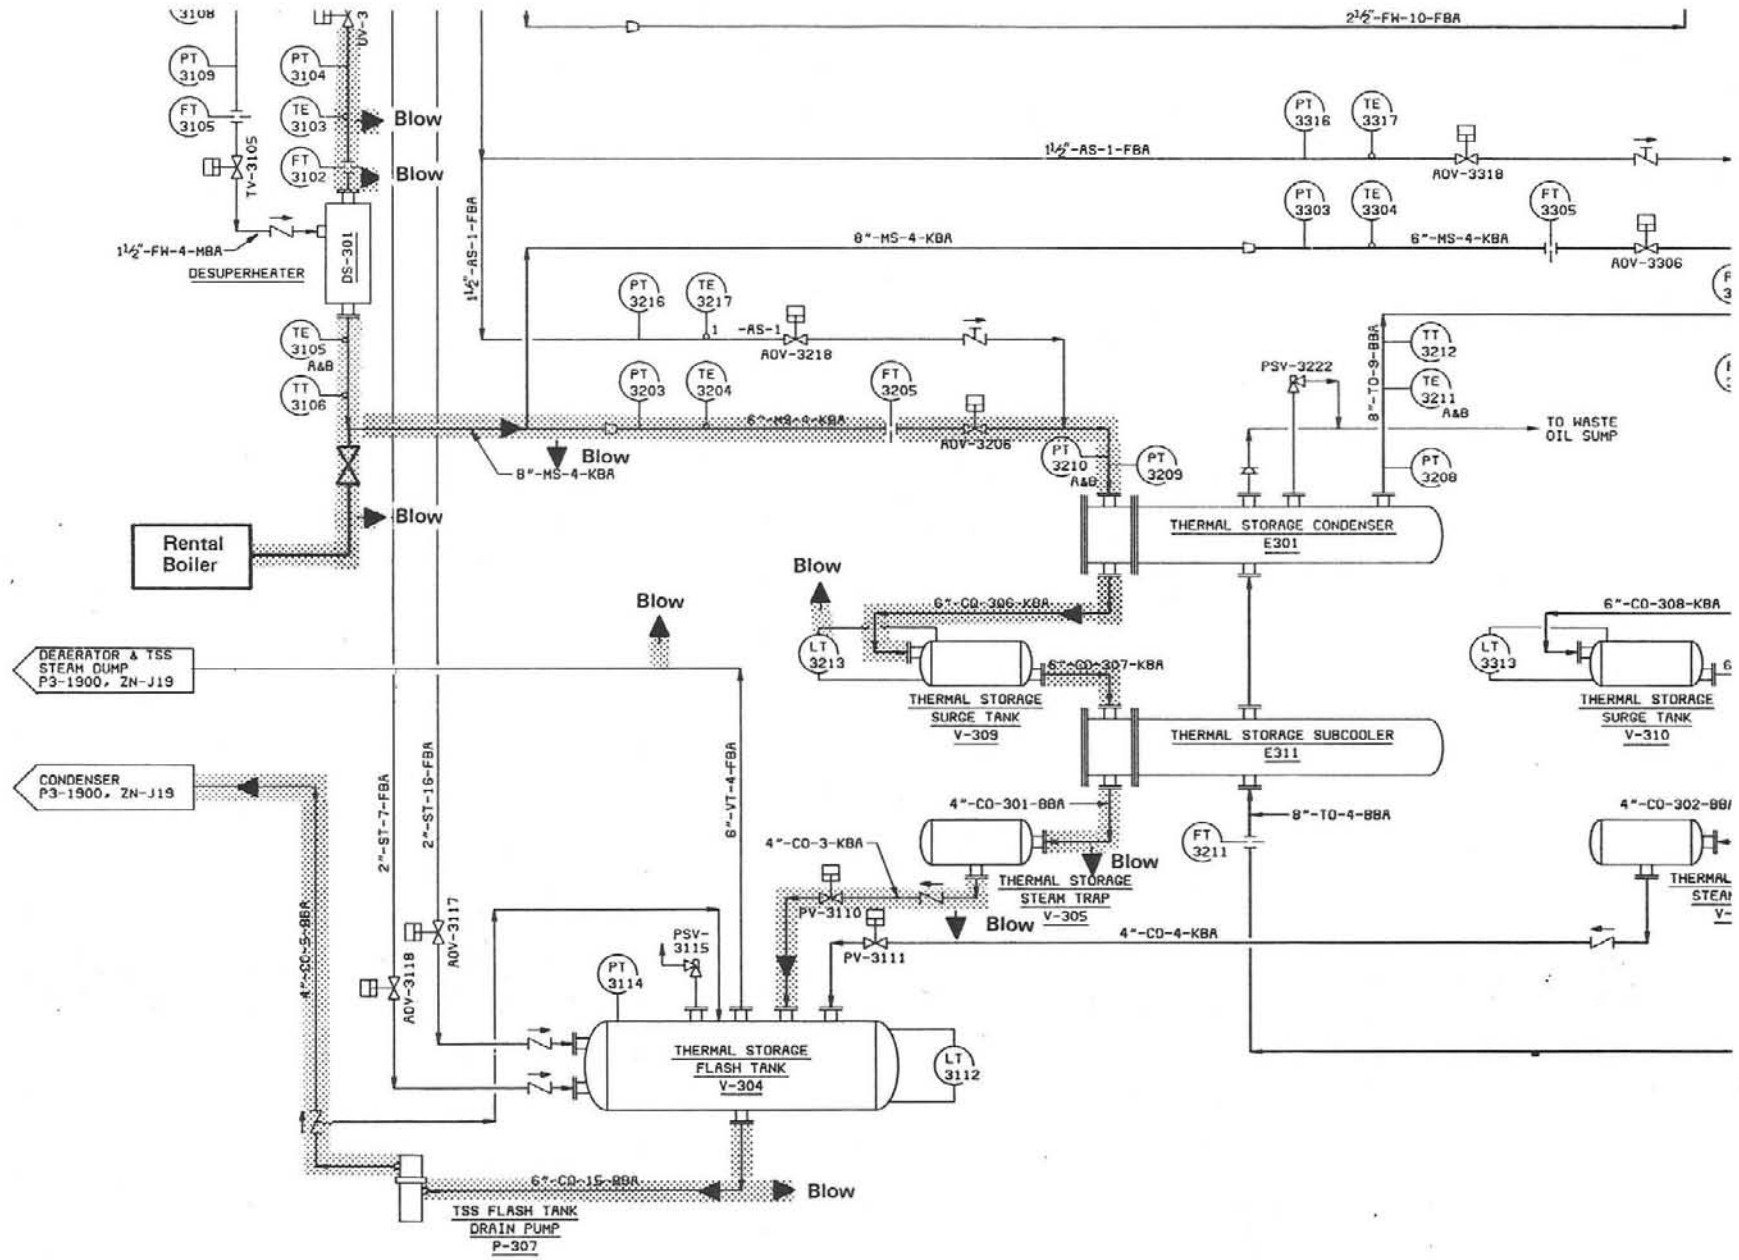 3108
UV-3
2½"-FW-10-FBA
PT
3109
PT
3104
FT
3105
TE
3103
Blow
PT
3316
TE
3317
1½"-AS-1-FBA
TV-3105
FT
3102
Blow
AOV-3318
PT
3303
TE
3304
FT
3305
1½"-FW-4-MBA
DS-301
DESUPERHEATER
1½"-AS-1-FBA
8"-MS-4-KBA
6"-MS-4-KBA
AOV-3306
PT
3216
TE
3217
1
-AS-1
AOV-3218
TE
3105
A&B
TT
3212
8"-TO-9-BBA
PSV-3222
TT
3106
PT
3203
TE
3204
FT
3205
TE
3211
A&B
6"-MS-4-KBA
AOV-3206
TO WASTE
OIL SUMP
Blow
8"-MS-4-KBA
PT
3210
A&B
PT
3209
PT
3208
Blow
THERMAL STORAGE CONDENSER
E301
Rental
Boiler
Blow
Blow
6"-CO-306-KBA
6"-CO-308-KBA
DEAERATOR & TSS
STEAM DUMP
P3-1900, ZN-J19
LT
3213
6"-CO-307-KBA
LT
3313
6
THERMAL STORAGE
SURGE TANK
V-309
THERMAL STORAGE
SURGE TANK
V-310
THERMAL STORAGE SUBCOOLER
E311
CONDENSER
P3-1900, ZN-J19
2"-ST-7-FBA
2"-ST-16-FBA
6"-VT-4-FBA
4"-CO-301-BBA
8"-TO-4-BBA
4"-CO-302-BBA
4"-CO-3-KBA
FT
3211
Blow
THERMAL STORAGE
STEAM TRAP
V-305
THERMAL
STEAM
V-
PV-3110
Blow
4"-CO-5-BBA
AOV-3117
AOV-3118
PSV-
3115
PV-3111
4"-CO-4-KBA
PT
3114
THERMAL STORAGE
FLASH TANK
V-304
LT
3112
6"-CO-15-BBA
Blow
TSS FLASH TANK
DRAIN PUMP
P-307